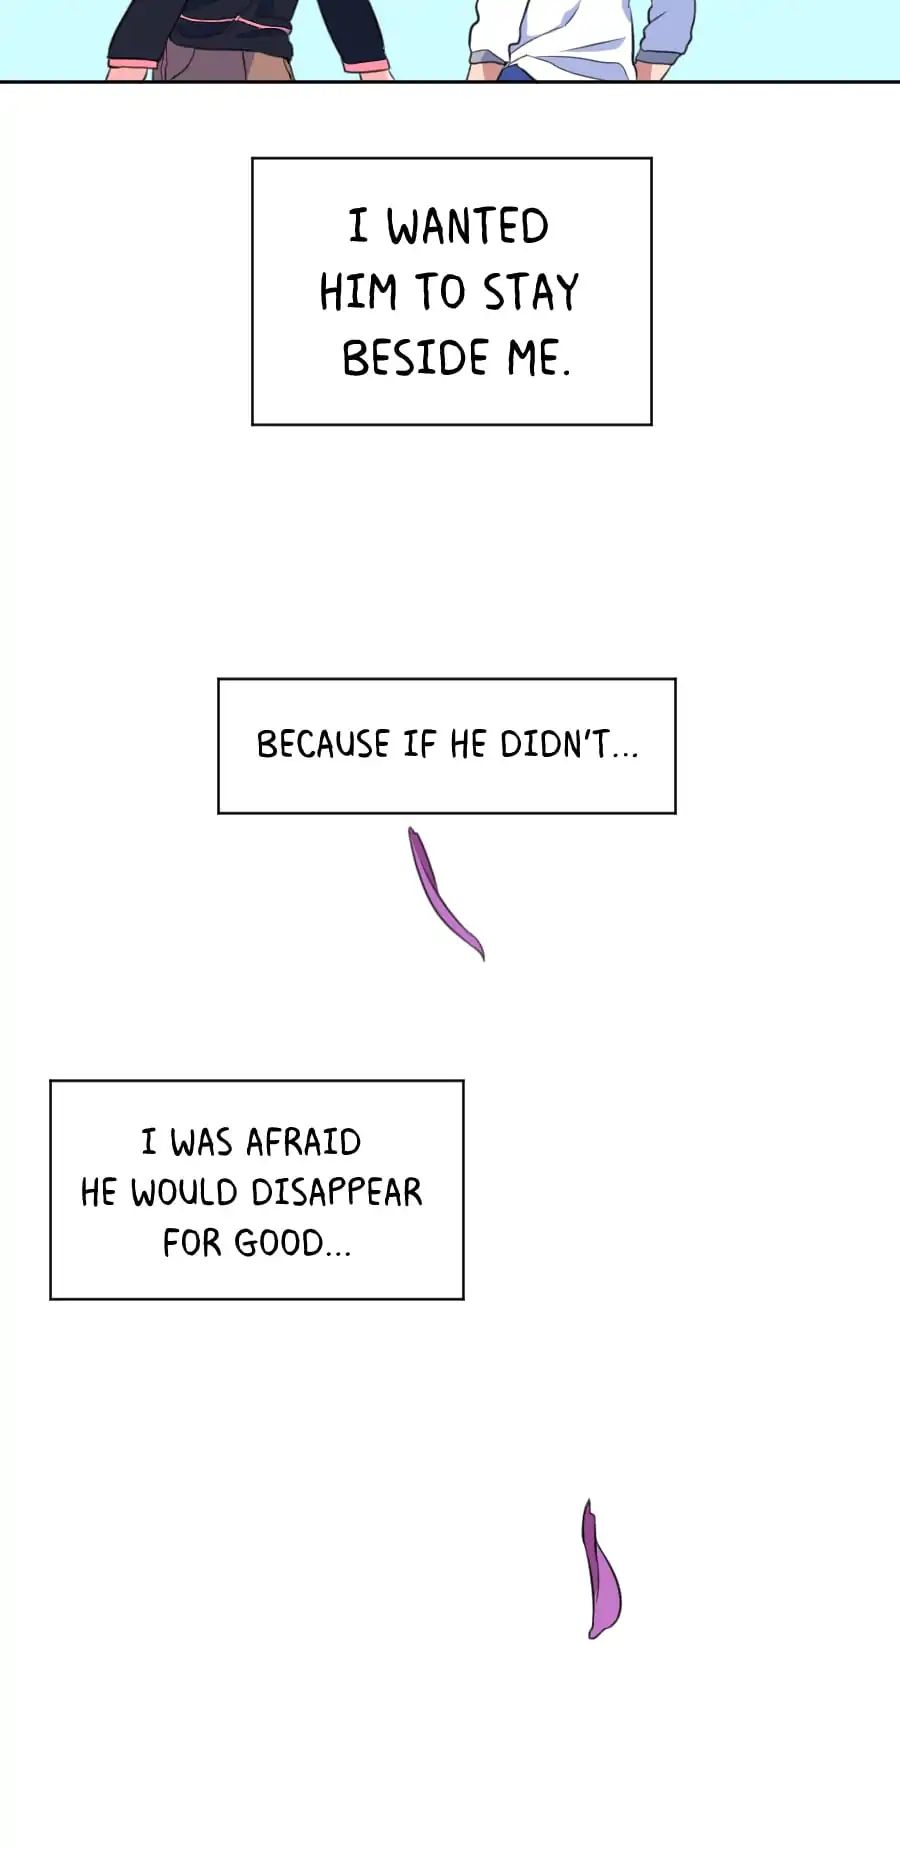 I WANTED
HIM TO STAY
BESIDE ME.
BECAUSE IF HE DIDN'T...
I WAS AFRAID
HE WOULD DISAPPEAR
FOR GOOD...